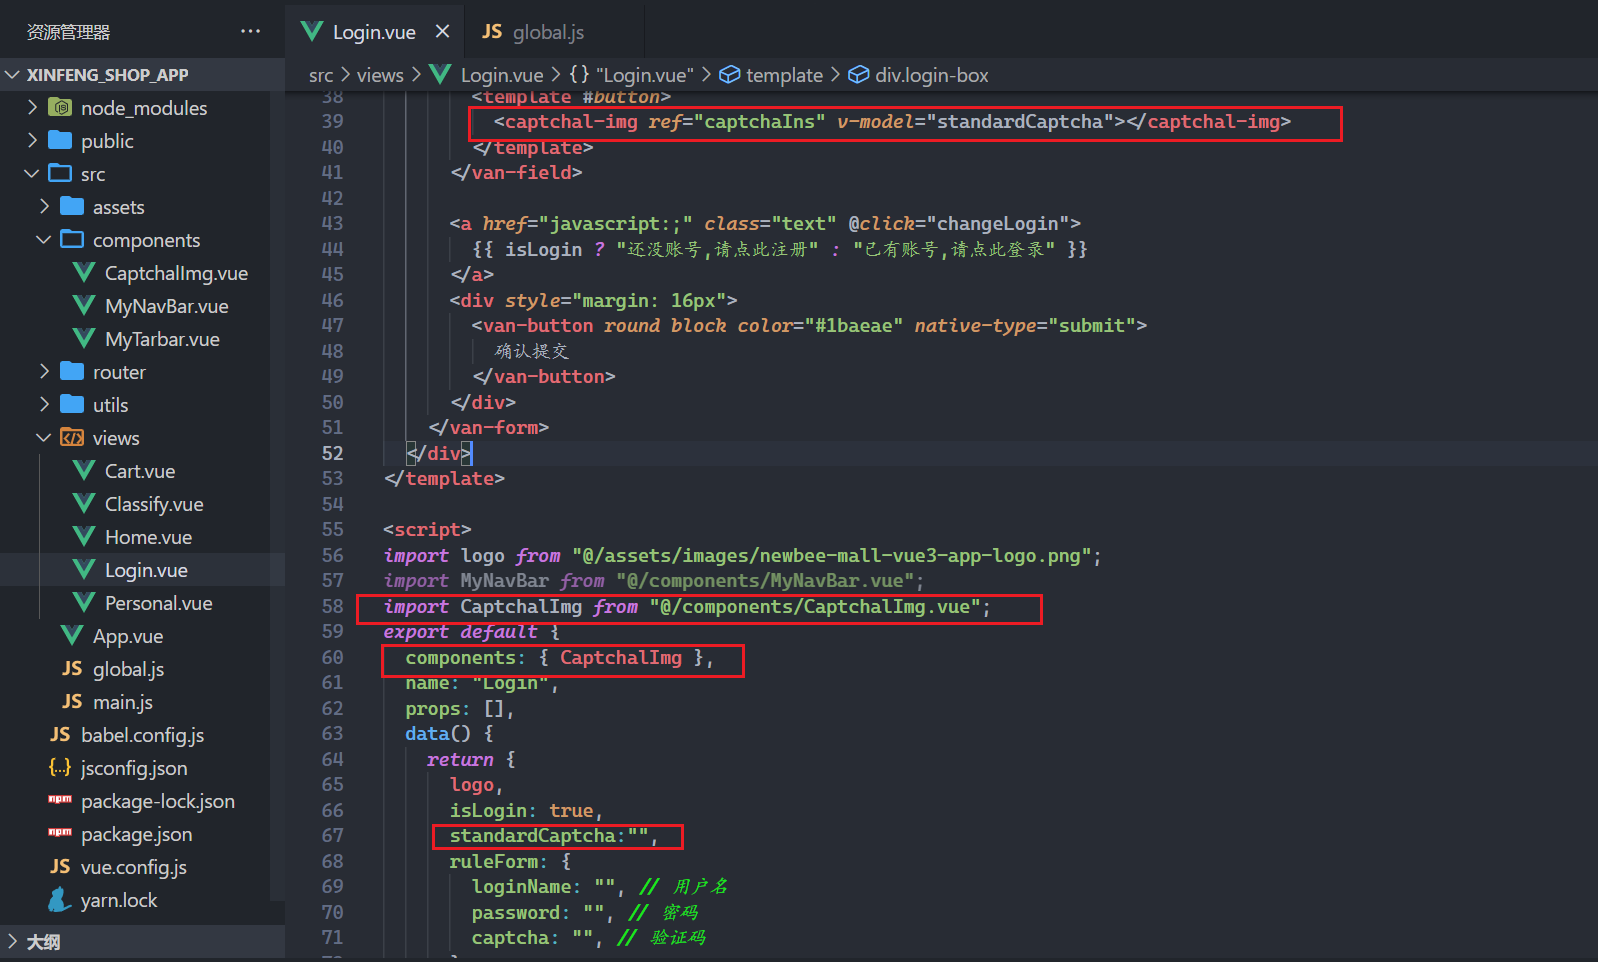 资源管理器
···
XINFENG_SHOP_APP
node_modules
public
src
assets
components
CaptchalImg.vue
MyNavBar.vue
MyTarbar.vue
router
utils
views
Cart.vue
Classify.vue
Home.vue
Login.vue
Personal.vue
App.vue
JS global.js
JS main.js
JS babel.config.js
{..} jsconfig.json
npm package-lock.json
npm package.json
JS vue.config.js
yarn.lock
大纲
Login.vue
JS global.js
src > views > Login.vue > {} "Login.vue" > template > div.login-box
38 <template #button>
39 <captchal-img ref="captchaIns" v-model="standardCaptcha"></captchal-img>
40 </template>
41 </van-field>
42
43 <a href="javascript:;" class="text" @click="changeLogin">
44 {{ isLogin ? "还没账号,请点此注册" : "已有账号,请点此登录" }}
45 </a>
46 <div style="margin: 16px">
47 <van-button round block color="#1baeae" native-type="submit">
48 确认提交
49 </van-button>
50 </div>
51 </van-form>
52 </div>
53 </template>
54
55 <script>
56 import logo from "@/assets/images/newbee-mall-vue3-app-logo.png";
57 import MyNavBar from "@/components/MyNavBar.vue";
58 import CaptchalImg from "@/components/CaptchalImg.vue";
59 export default {
60 components: { CaptchalImg },
61 name: "Login",
62 props: [],
63 data() {
64 return {
65 logo,
66 isLogin: true,
67 standardCaptcha:"",
68 ruleForm: {
69 loginName: "", // 用户名
70 password: "", // 密码
71 captcha: "", // 验证码